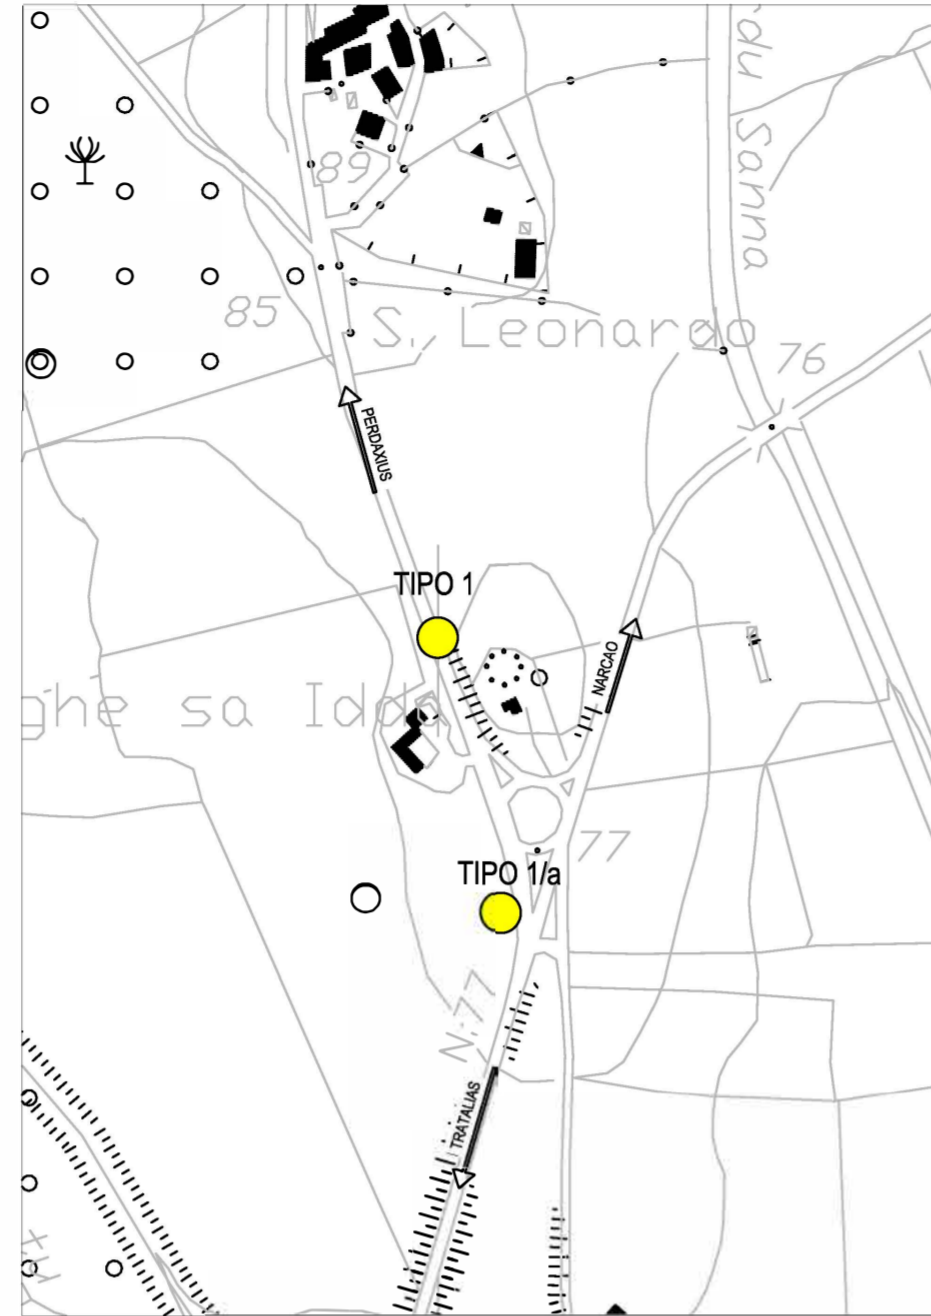 du Sanna
89
85
S. Leonardo
76
PERDAXIUS
TIPO 1
NARCAO
ghe sa Idda
77
TIPO 1/a
N.77
TRATALIAS